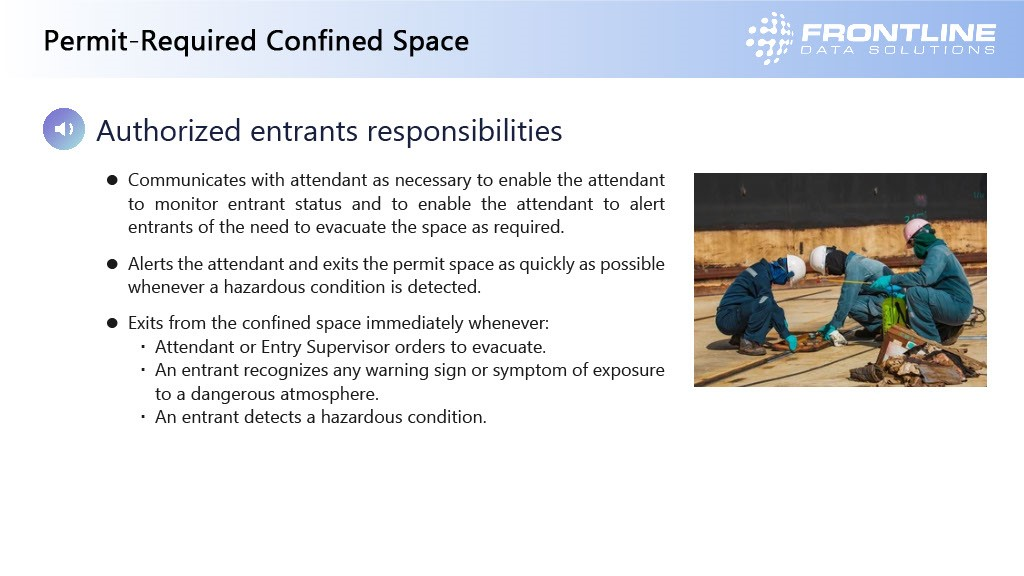 Permit-Required Confined Space
FRONTLINE
DATA SOLUTIONS
Authorized entrants responsibilities
● Communicates with attendant as necessary to enable the attendant
to monitor entrant status and to enable the attendant to alert
entrants of the need to evacuate the space as required.
● Alerts the attendant and exits the permit space as quickly as possible
whenever a hazardous condition is detected.
● Exits from the confined space immediately whenever:
· Attendant or Entry Supervisor orders to evacuate.
· An entrant recognizes any warning sign or symptom of exposure
to a dangerous atmosphere.
· An entrant detects a hazardous condition.